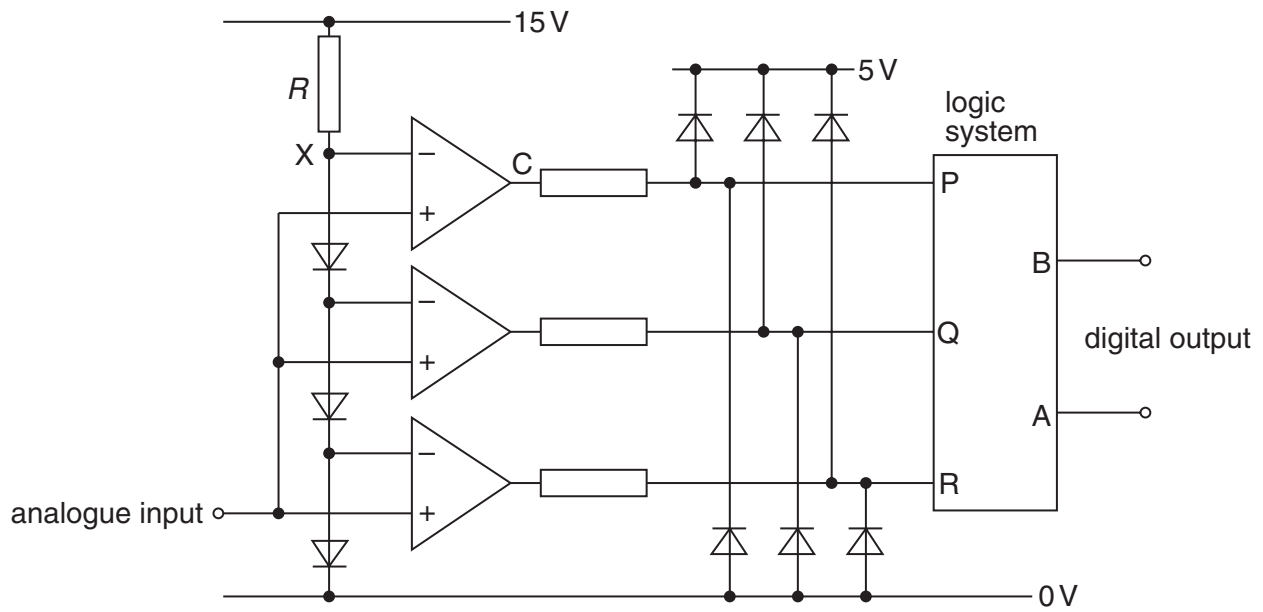 15 V
R
5 V
logic
system
X
−
C
P
+
B
−
Q
digital output
+
A
−
R
analogue input
+
0 V